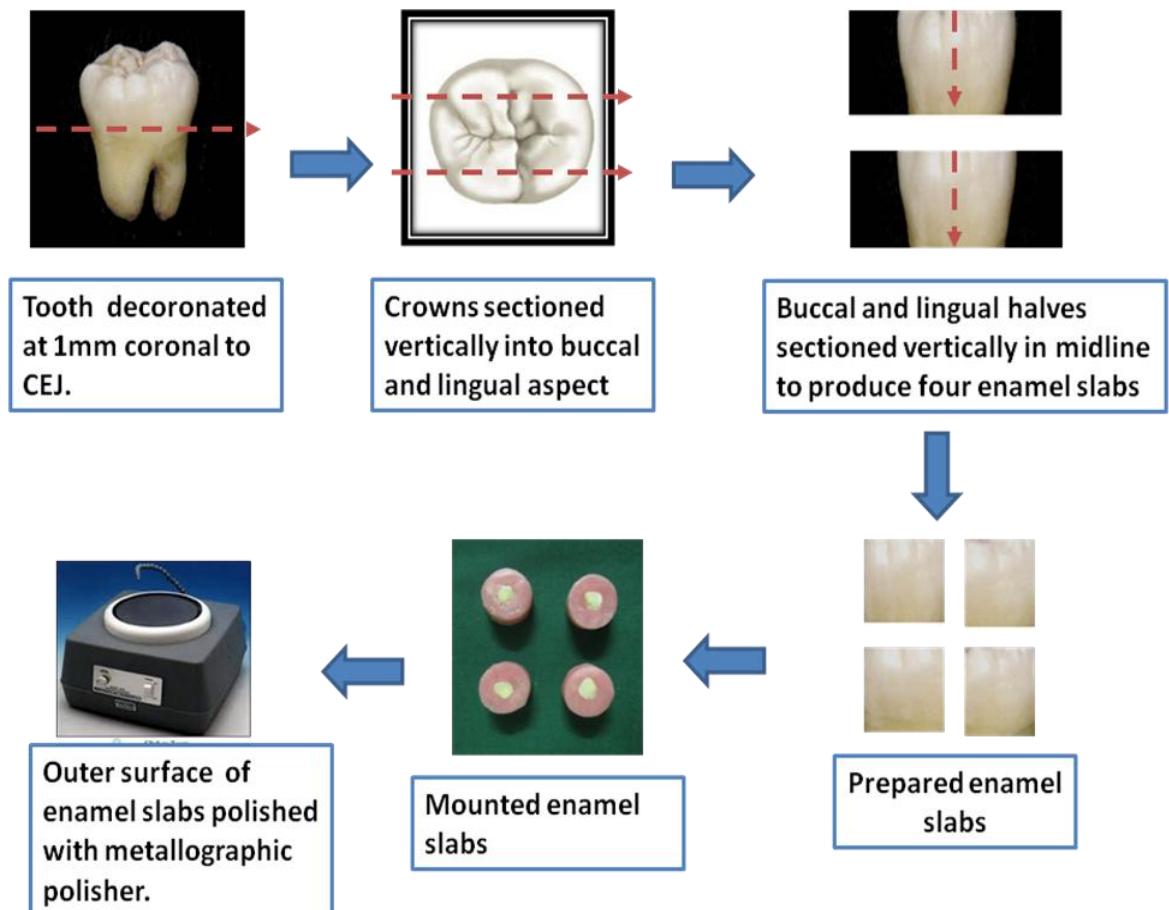 Tooth decoronated
at 1mm coronal to
CEJ.
Crowns sectioned
vertically into buccal
and lingual aspect
Buccal and lingual halves
sectioned vertically in midline
to produce four enamel slabs
Prepared enamel
slabs
Mounted enamel
slabs
Outer surface of
enamel slabs polished
with metallographic
polisher.